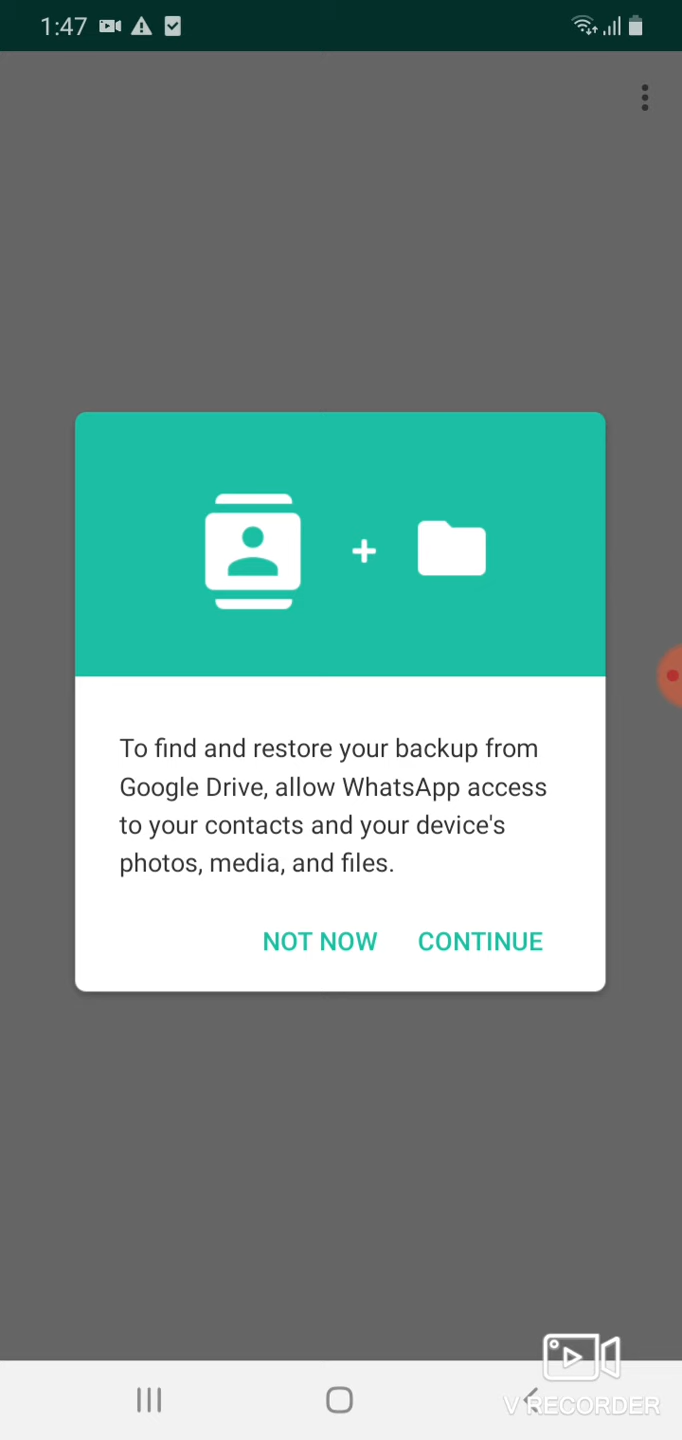 1:47
To find and restore your backup from
Google Drive, allow WhatsApp access
to your contacts and your device's
photos, media, and files.
NOT NOW CONTINUE
V RECORDER